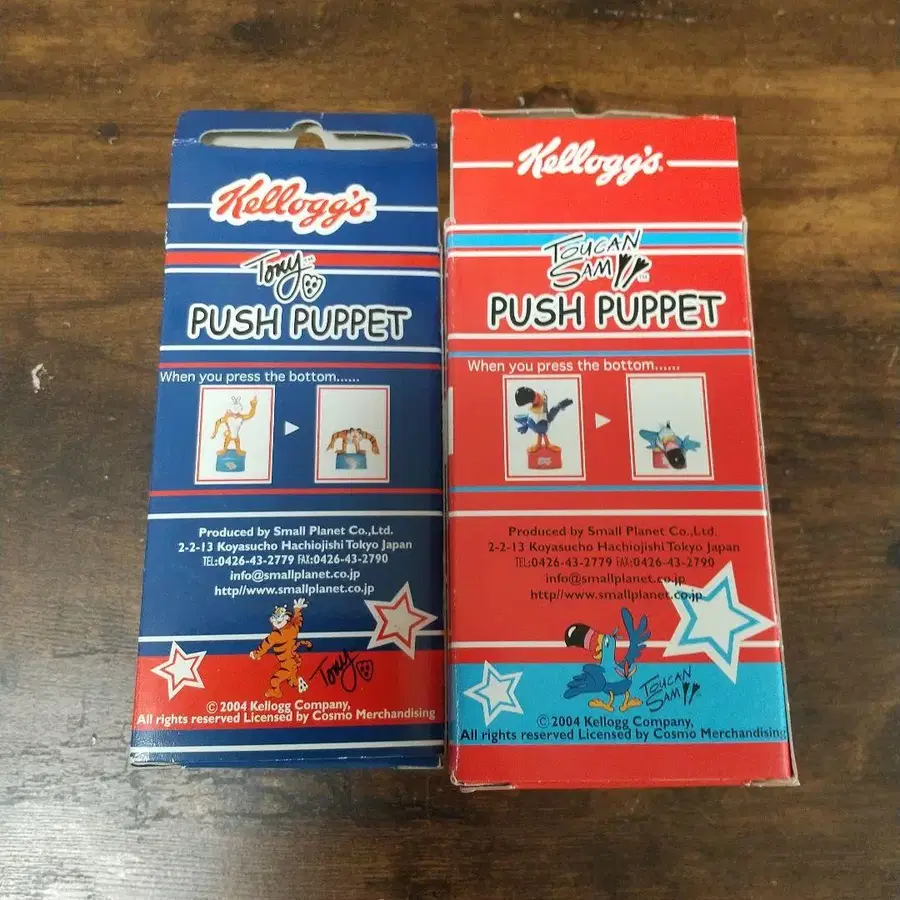 Kellogg's
Tony™
PUSH PUPPET
When you press the bottom......
Produced by Small Planet Co.,Ltd.
2-2-13 Koyasucho Hachiojishi Tokyo Japan
TEL:0426-43-2779 FAX:0426-43-2790
info@smallplanet.co.jp
http//www.smallplanet.co.jp
Tony
© 2004 Kellogg Company,
All rights reserved Licensed by Cosmo Merchandising
Kellogg's®
TOUCAN
SAM™
PUSH PUPPET
When you press the bottom......
Produced by Small Planet Co.,Ltd.
2-2-13 Koyasucho Hachiojishi Tokyo Japan
TEL:0426-43-2779 FAX:0426-43-2790
info@smallplanet.co.jp
http//www.smallplanet.co.jp
TOUCAN
SAM
© 2004 Kellogg Company,
All rights reserved Licensed by Cosmo Merchandising